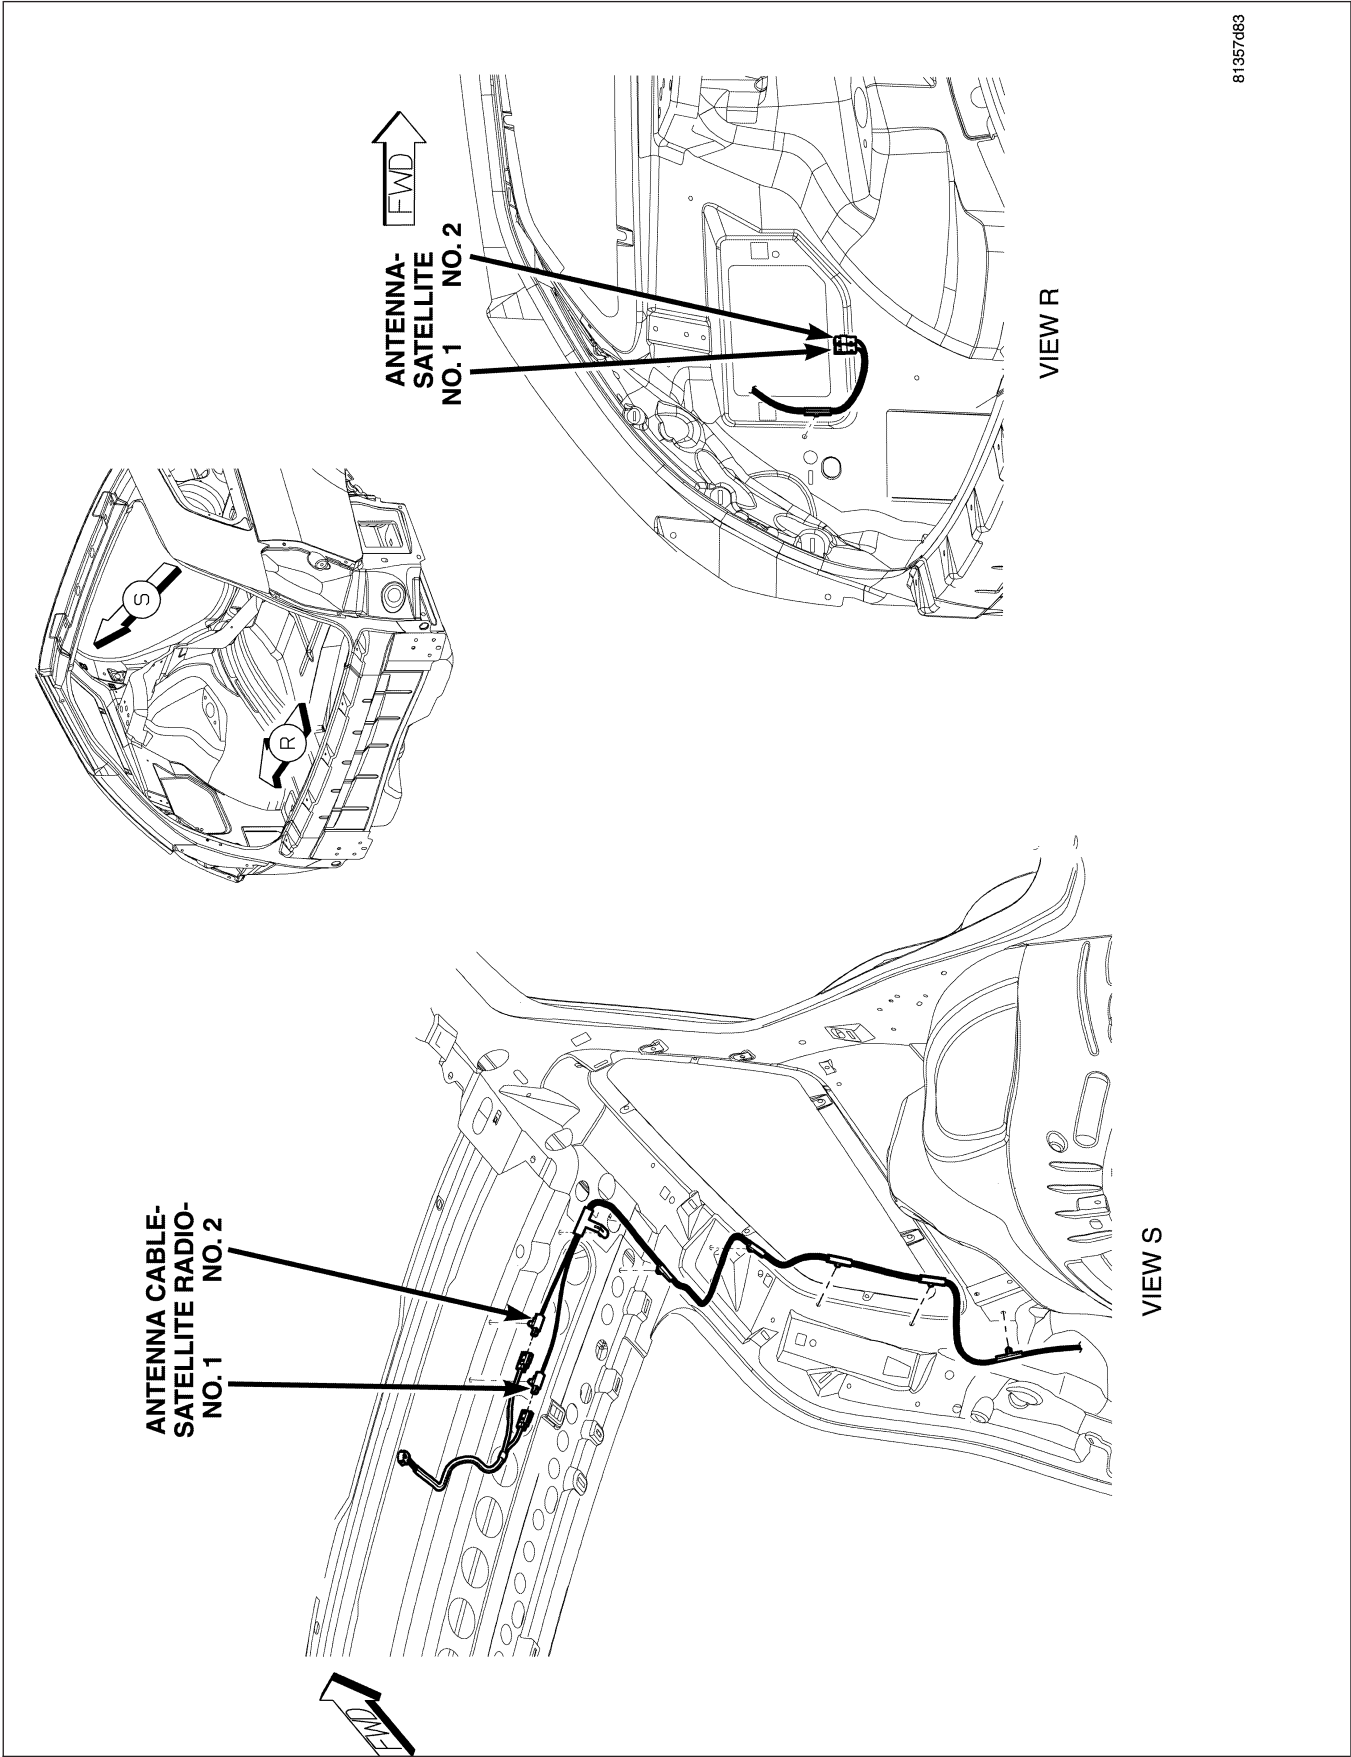 ANTENNA CABLE-
SATELLITE RADIO-
NO. 1 NO. 2
FWD
VIEW S
S
R
ANTENNA-
SATELLITE
NO. 1 NO. 2
FWD
VIEW R
81357d83